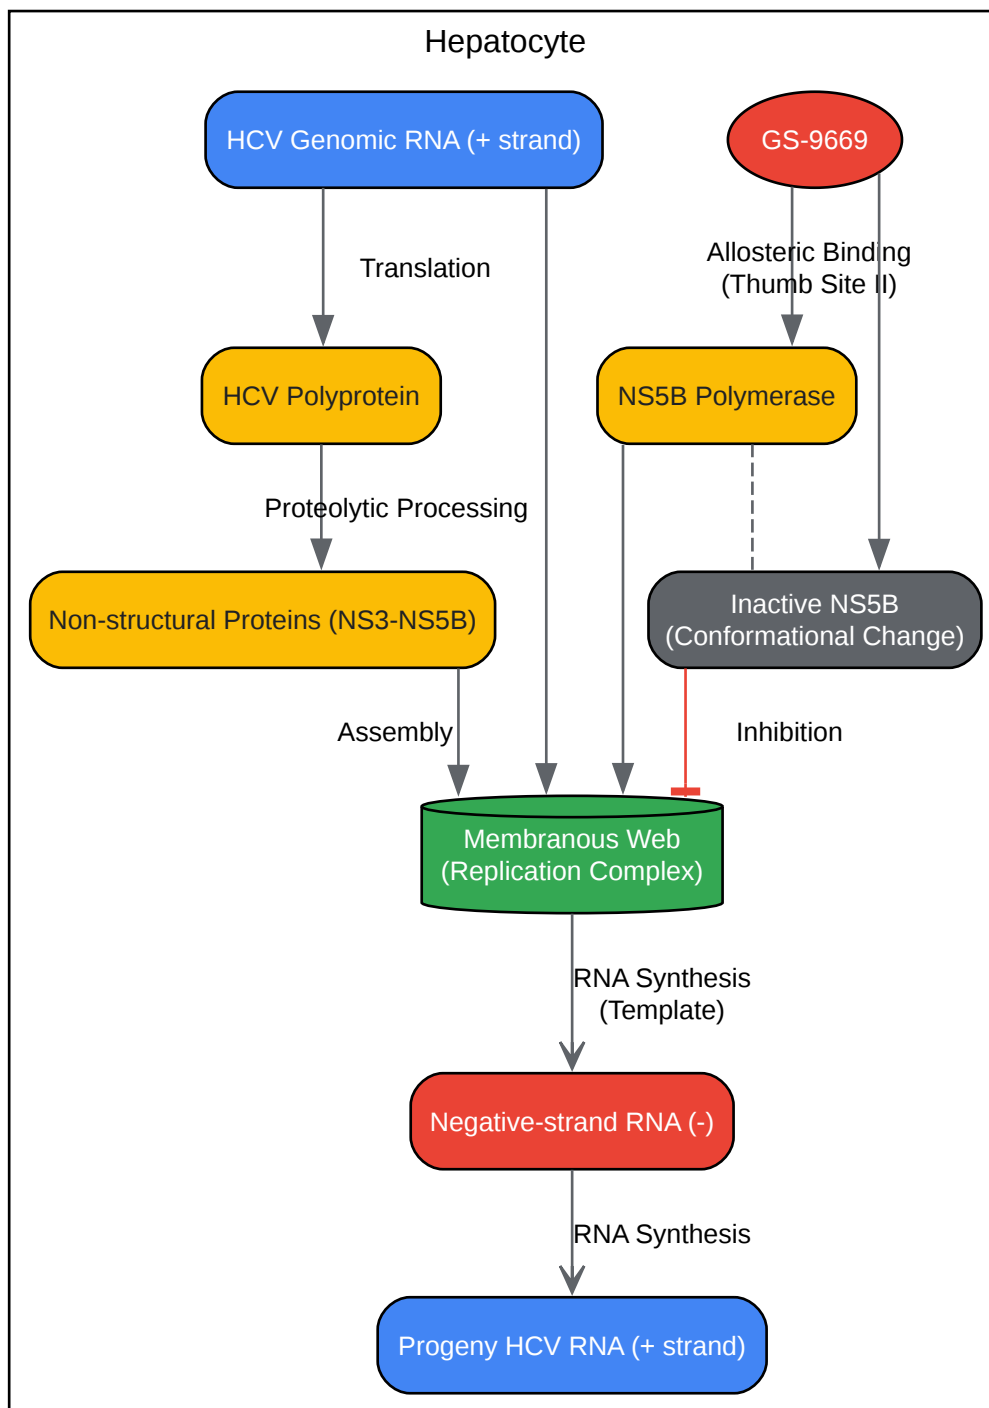 Hepatocyte
HCV Genomic RNA (+ strand)
GS-9669
Translation
Allosteric Binding
(Thumb Site II)
HCV Polyprotein
NS5B Polymerase
Proteolytic Processing
Non-structural Proteins (NS3-NS5B)
Inactive NS5B
(Conformational Change)
Assembly
Inhibition
Membranous Web
(Replication Complex)
RNA Synthesis
(Template)
Negative-strand RNA (-)
RNA Synthesis
Progeny HCV RNA (+ strand)